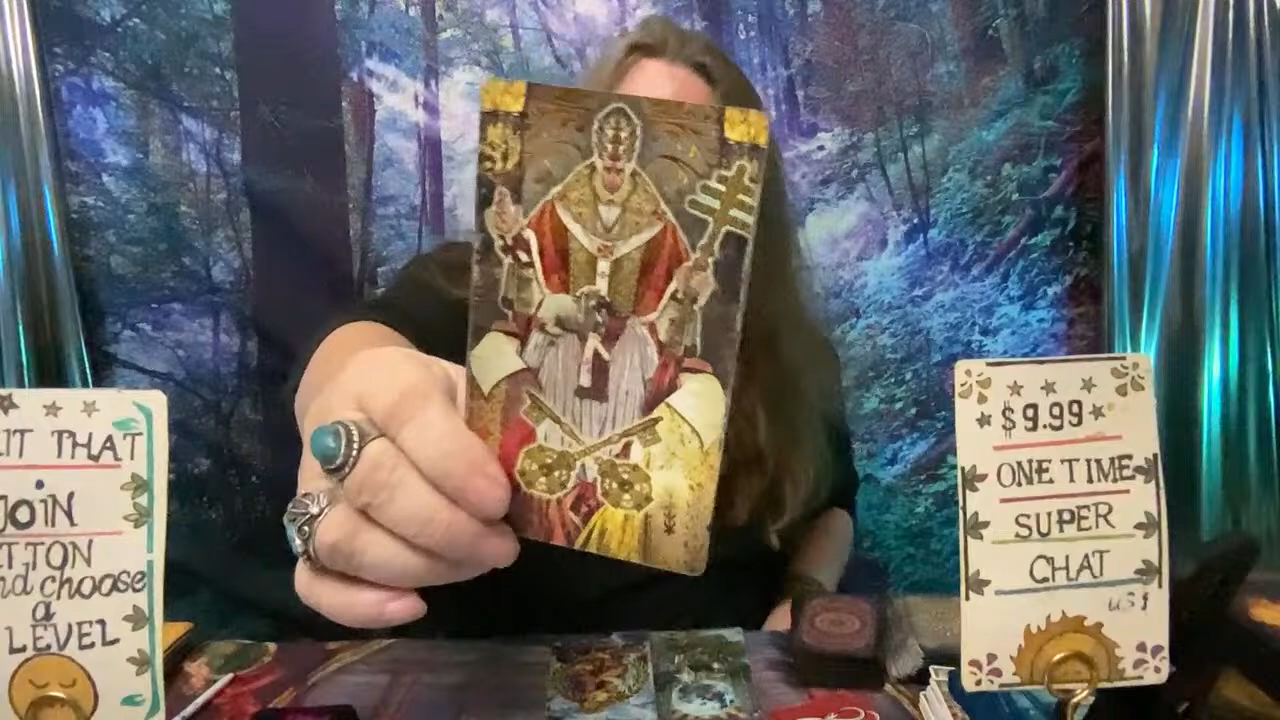 IT THAT
JOIN
TTON
nd choose
a
LEVEL
$9.99
ONE TIME
SUPER
CHAT
US $